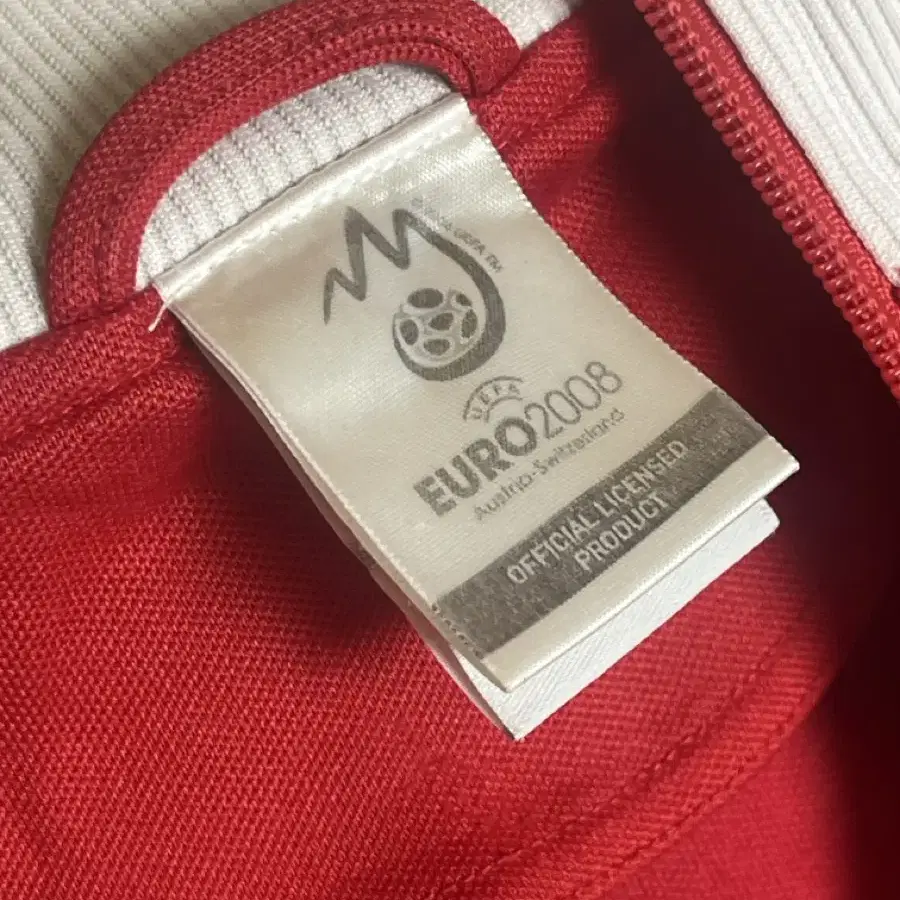 UEFA
EURO2008
Austria-Switzerland
OFFICIAL LICENSED
PRODUCT